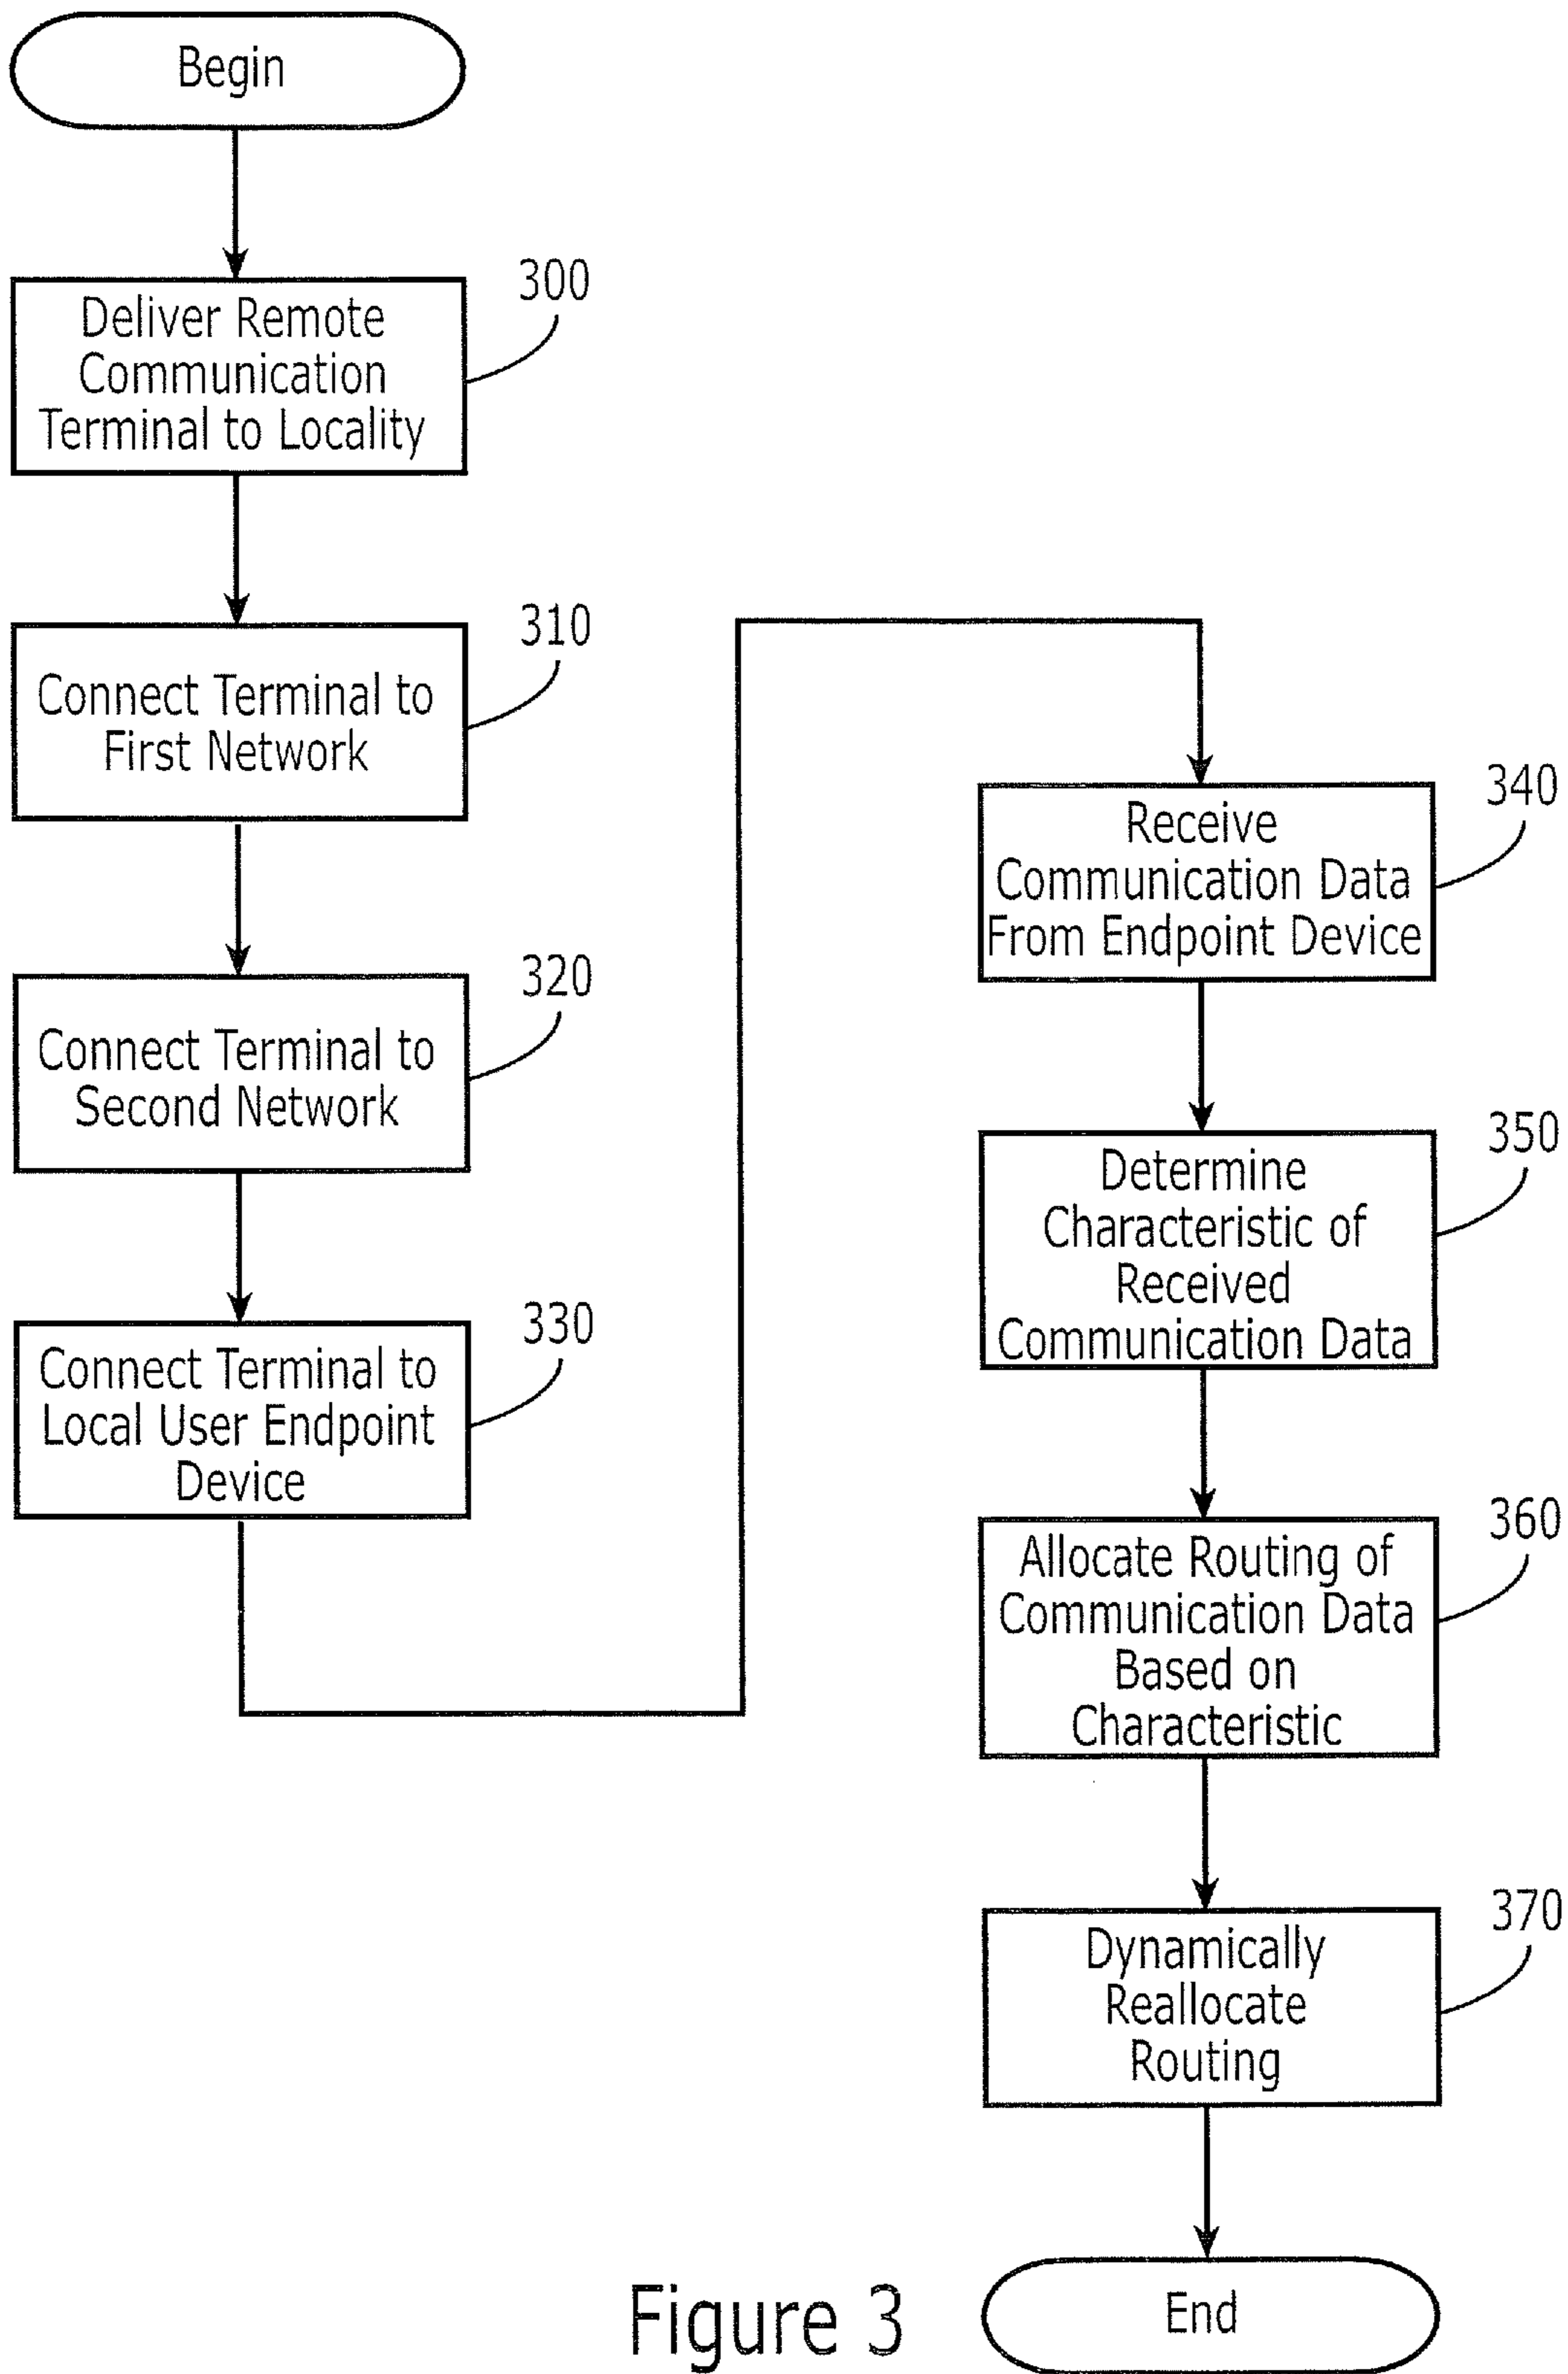 Begin
300
Deliver Remote
Communication
Terminal to Locality
310
Connect Terminal to
First Network
320
Connect Terminal to
Second Network
330
Connect Terminal to
Local User Endpoint
Device
340
Receive
Communication Data
From Endpoint Device
350
Determine
Characteristic of
Received
Communication Data
360
Allocate Routing of
Communication Data
Based on
Characteristic
370
Dynamically
Reallocate
Routing
End
Figure 3